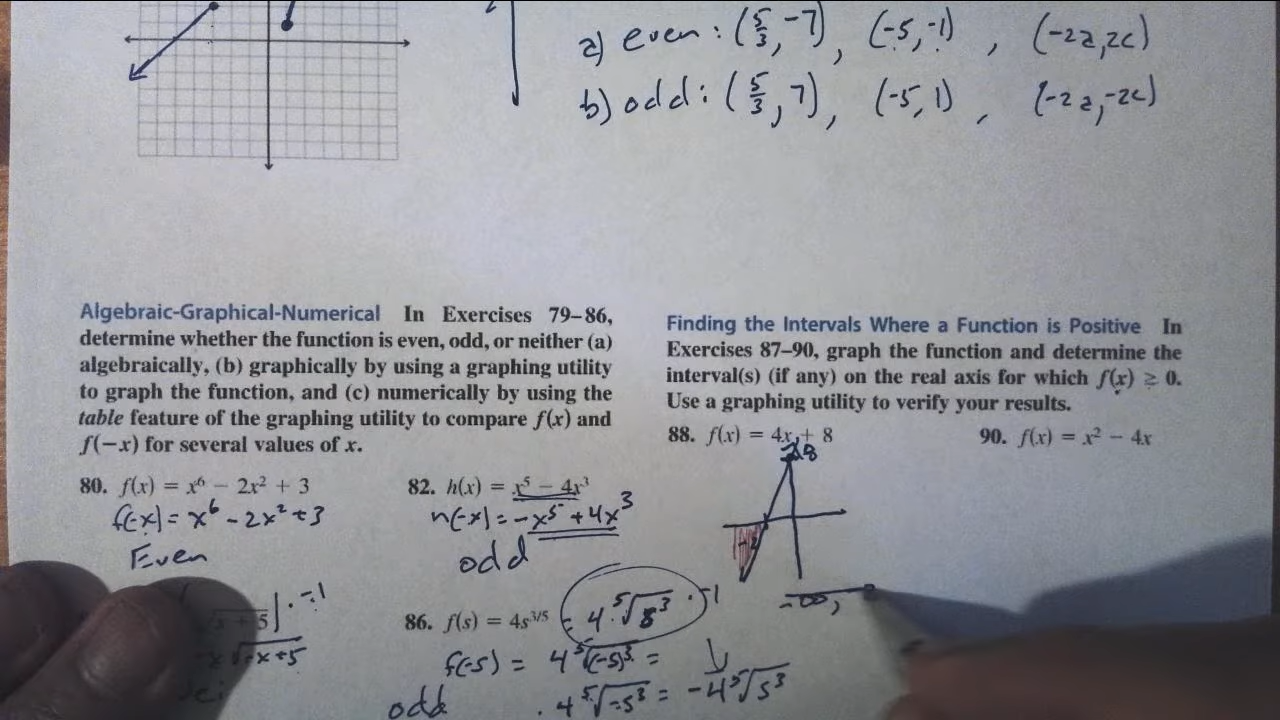 a) even: (5/3, -7), (-5, -1), (-2a, 2c)
b) odd: (5/3, 7), (-5, 1), (-2a, -2c)
Algebraic-Graphical-Numerical In Exercises 79–86,
determine whether the function is even, odd, or neither (a)
algebraically, (b) graphically by using a graphing utility
to graph the function, and (c) numerically by using the
table feature of the graphing utility to compare f(x) and
f(−x) for several values of x.
80. f(x) = x⁶ − 2x² + 3
f(-x) = x⁶ - 2x² + 3
Even
82. h(x) = x⁵ − 4x³
h(-x) = -x⁵ + 4x³
odd
86. f(s) = 4s^{3/5} = 4 ⁵√s³ · -1
f(-s) = 4 ⁵√(-s)³ =
odd
4 ⁵√-s³ = -4 ⁵√s³
· -1
√-x+5
Finding the Intervals Where a Function is Positive In
Exercises 87–90, graph the function and determine the
interval(s) (if any) on the real axis for which f(x) ≥ 0.
Use a graphing utility to verify your results.
88. f(x) = 4x + 8
8
-2
-∞,
90. f(x) = x² − 4x